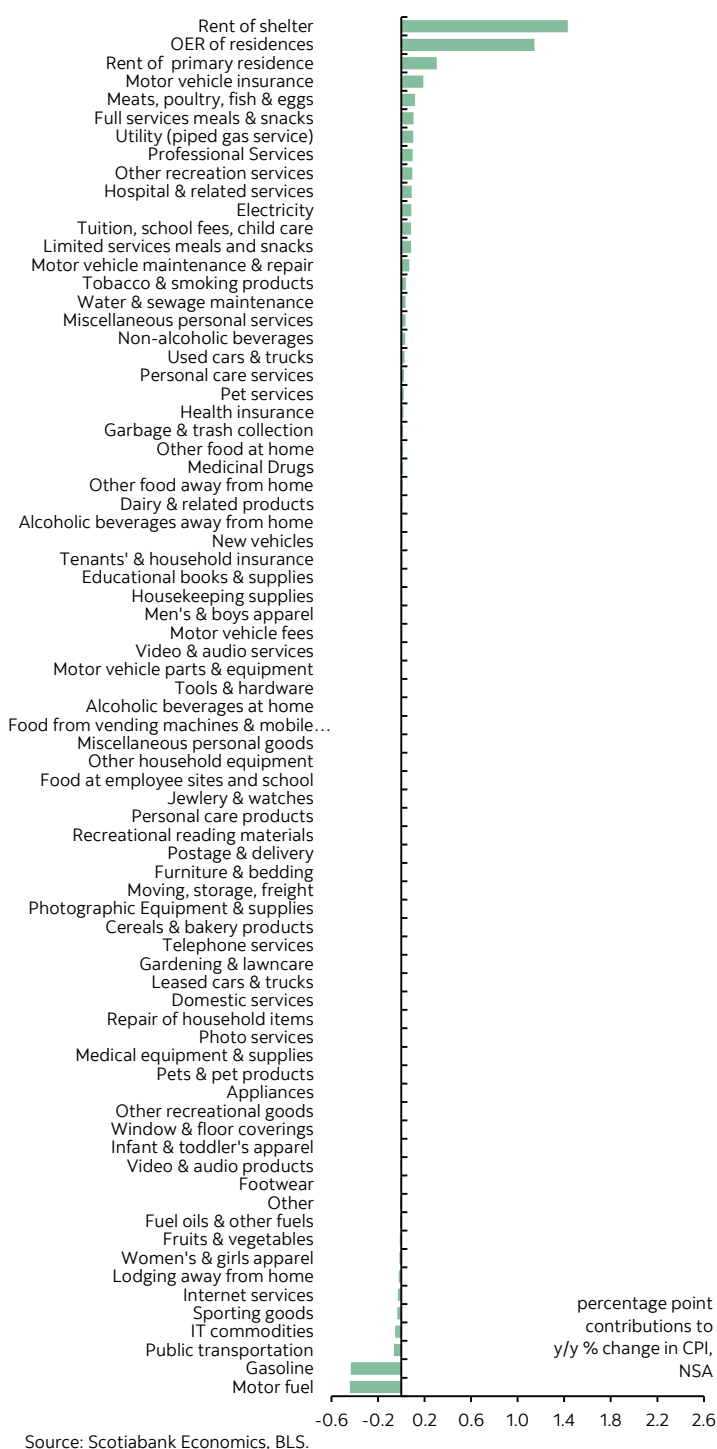 Rent of shelter
OER of residences
Rent of primary residence
Motor vehicle insurance
Meats, poultry, fish & eggs
Full services meals & snacks
Utility (piped gas service)
Professional Services
Other recreation services
Hospital & related services
Electricity
Tuition, school fees, child care
Limited services meals and snacks
Motor vehicle maintenance & repair
Tobacco & smoking products
Water & sewage maintenance
Miscellaneous personal services
Non-alcoholic beverages
Used cars & trucks
Personal care services
Pet services
Health insurance
Garbage & trash collection
Other food at home
Medicinal Drugs
Other food away from home
Dairy & related products
Alcoholic beverages away from home
New vehicles
Tenants' & household insurance
Educational books & supplies
Housekeeping supplies
Men's & boys apparel
Motor vehicle fees
Video & audio services
Motor vehicle parts & equipment
Tools & hardware
Alcoholic beverages at home
Food from vending machines & mobile…
Miscellaneous personal goods
Other household equipment
Food at employee sites and school
Jewlery & watches
Personal care products
Recreational reading materials
Postage & delivery
Furniture & bedding
Moving, storage, freight
Photographic Equipment & supplies
Cereals & bakery products
Telephone services
Gardening & lawncare
Leased cars & trucks
Domestic services
Repair of household items
Photo services
Medical equipment & supplies
Pets & pet products
Appliances
Other recreational goods
Window & floor coverings
Infant & toddler's apparel
Video & audio products
Footwear
Other
Fuel oils & other fuels
Fruits & vegetables
Women's & girls apparel
Lodging away from home
Internet services
Sporting goods
IT commodities
Public transportation
Gasoline
Motor fuel
percentage point
contributions to
y/y % change in CPI,
NSA
-0.6 -0.2 0.2 0.6 1.0 1.4 1.8 2.2 2.6
Source: Scotiabank Economics, BLS.